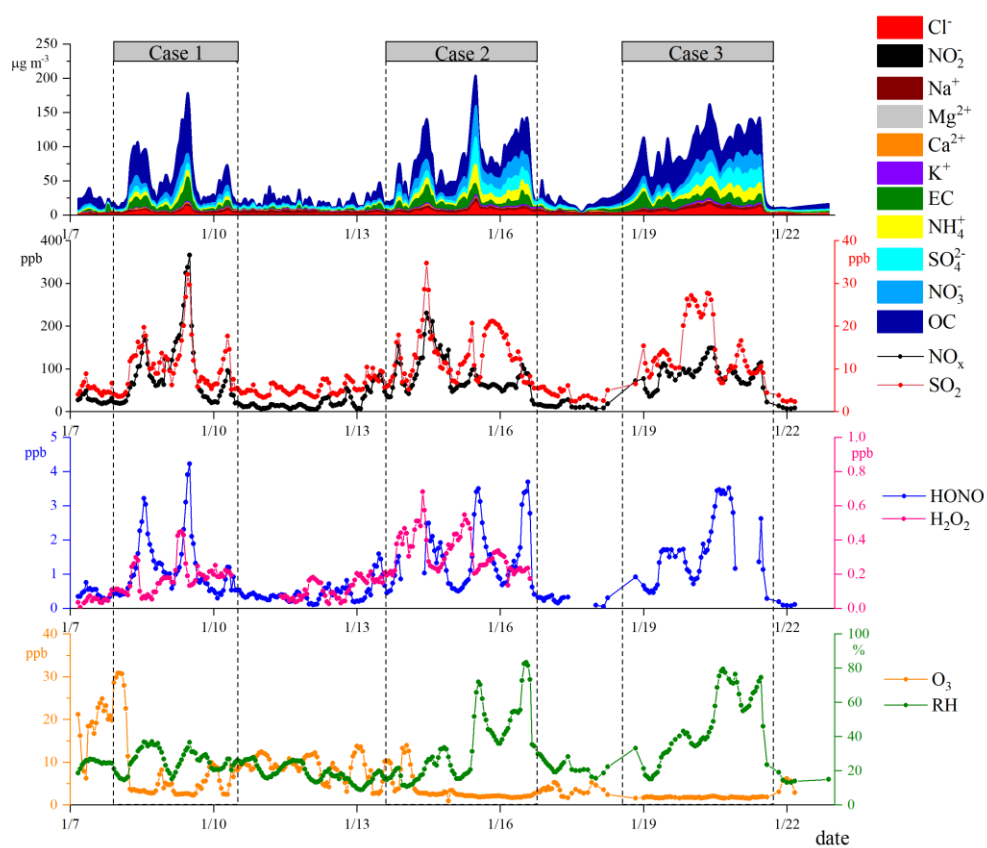 Case 1 Case 2 Case 3
250
μg m⁻³
200
150
100
50
0
1/7 1/10 1/13 1/16 1/19 1/22
400 40
ppb ppb
300 30
200 20
100 10
0 0
1/7 1/10 1/13 1/16 1/19 1/22
5 1.0
ppb ppb
4 0.8
3 0.6
2 0.4
1 0.2
0 0.0
1/7 1/10 1/13 1/16 1/19 1/22
40 100
ppb %
30 80
60
20
40
10
20
0 0
1/7 1/10 1/13 1/16 1/19 1/22
date
Cl⁻
NO₂⁻
Na⁺
Mg²⁺
Ca²⁺
K⁺
EC
NH₄⁺
SO₄²⁻
NO₃⁻
OC
NOₓ
SO₂
HONO
H₂O₂
O₃
RH